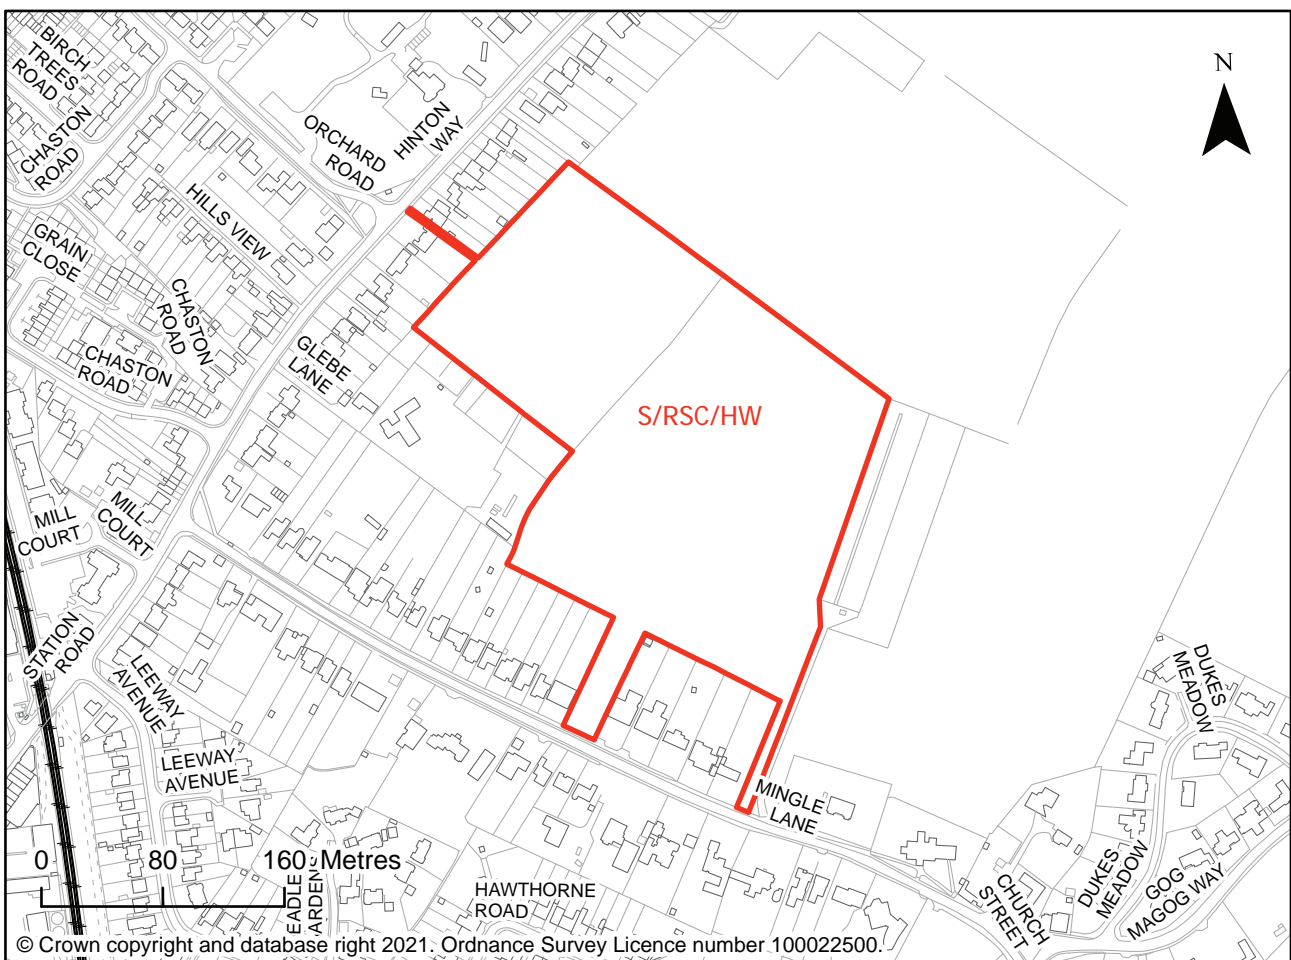 BIRCH
TREES
ROAD
CHASTON
ROAD
ORCHARD
ROAD
HINTON
WAY
N
HILLS VIEW
GRAIN
CLOSE
CHASTON
ROAD
CHASTON
ROAD
GLEBE
LANE
S/RSC/HW
MILL
COURT
MILL
COURT
STATION
ROAD
LEEWAY
AVENUE
LEEWAY
AVENUE
DUKES
MEADOW
MINGLE
LANE
0 80 160 Metres
HAWTHORNE
ROAD
CHURCH
STREET
DUKES
MEADOW
GOG
MAGOG WAY
© Crown copyright and database right 2021. Ordnance Survey Licence number 100022500.